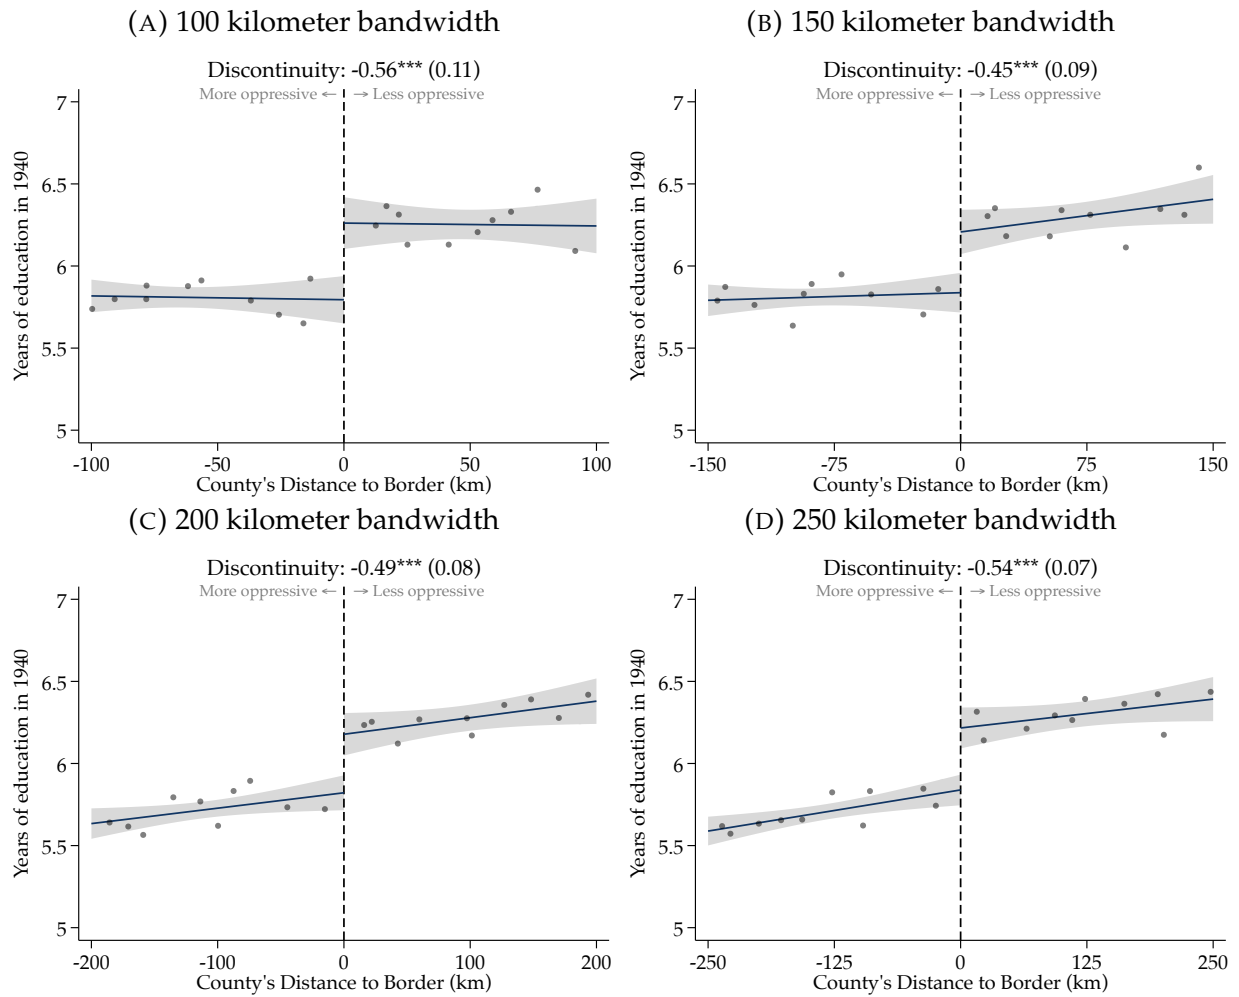 (A) 100 kilometer bandwidth
Discontinuity: -0.56*** (0.11)
More oppressive ← → Less oppressive
Years of education in 1940
7
6.5
6
5.5
5
-100 -50 0 50 100
County's Distance to Border (km)
(B) 150 kilometer bandwidth
Discontinuity: -0.45*** (0.09)
More oppressive ← → Less oppressive
Years of education in 1940
7
6.5
6
5.5
5
-150 -75 0 75 150
County's Distance to Border (km)
(C) 200 kilometer bandwidth
Discontinuity: -0.49*** (0.08)
More oppressive ← → Less oppressive
Years of education in 1940
7
6.5
6
5.5
5
-200 -100 0 100 200
County's Distance to Border (km)
(D) 250 kilometer bandwidth
Discontinuity: -0.54*** (0.07)
More oppressive ← → Less oppressive
Years of education in 1940
7
6.5
6
5.5
5
-250 -125 0 125 250
County's Distance to Border (km)